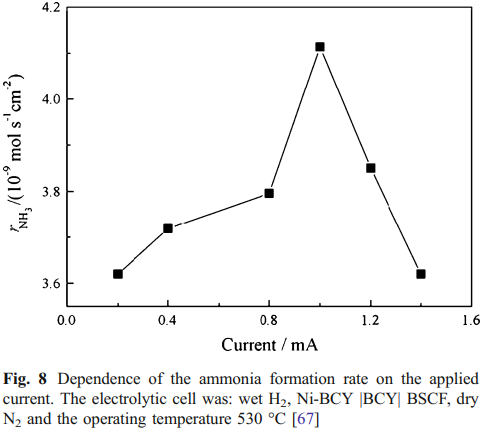 4.2
4.0
3.8
3.6
r_NH3 /(10^-9 mol s^-1 cm^-2)
0.0 0.4 0.8 1.2 1.6
Current / mA
Fig. 8 Dependence of the ammonia formation rate on the applied
current. The electrolytic cell was: wet H2, Ni-BCY |BCY| BSCF, dry
N2 and the operating temperature 530 °C [67]